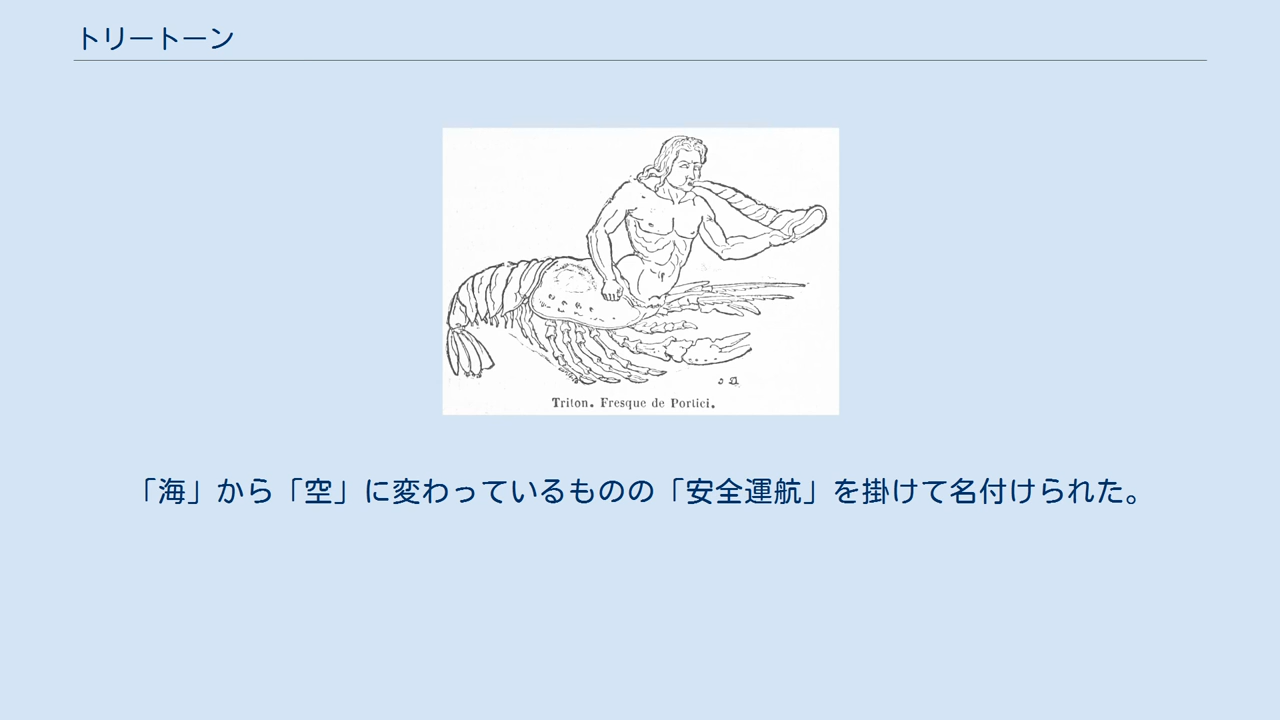 トリートーン
Triton. Fresque de Portici.
「海」から「空」に変わっているものの「安全運航」を掛けて名付けられた。